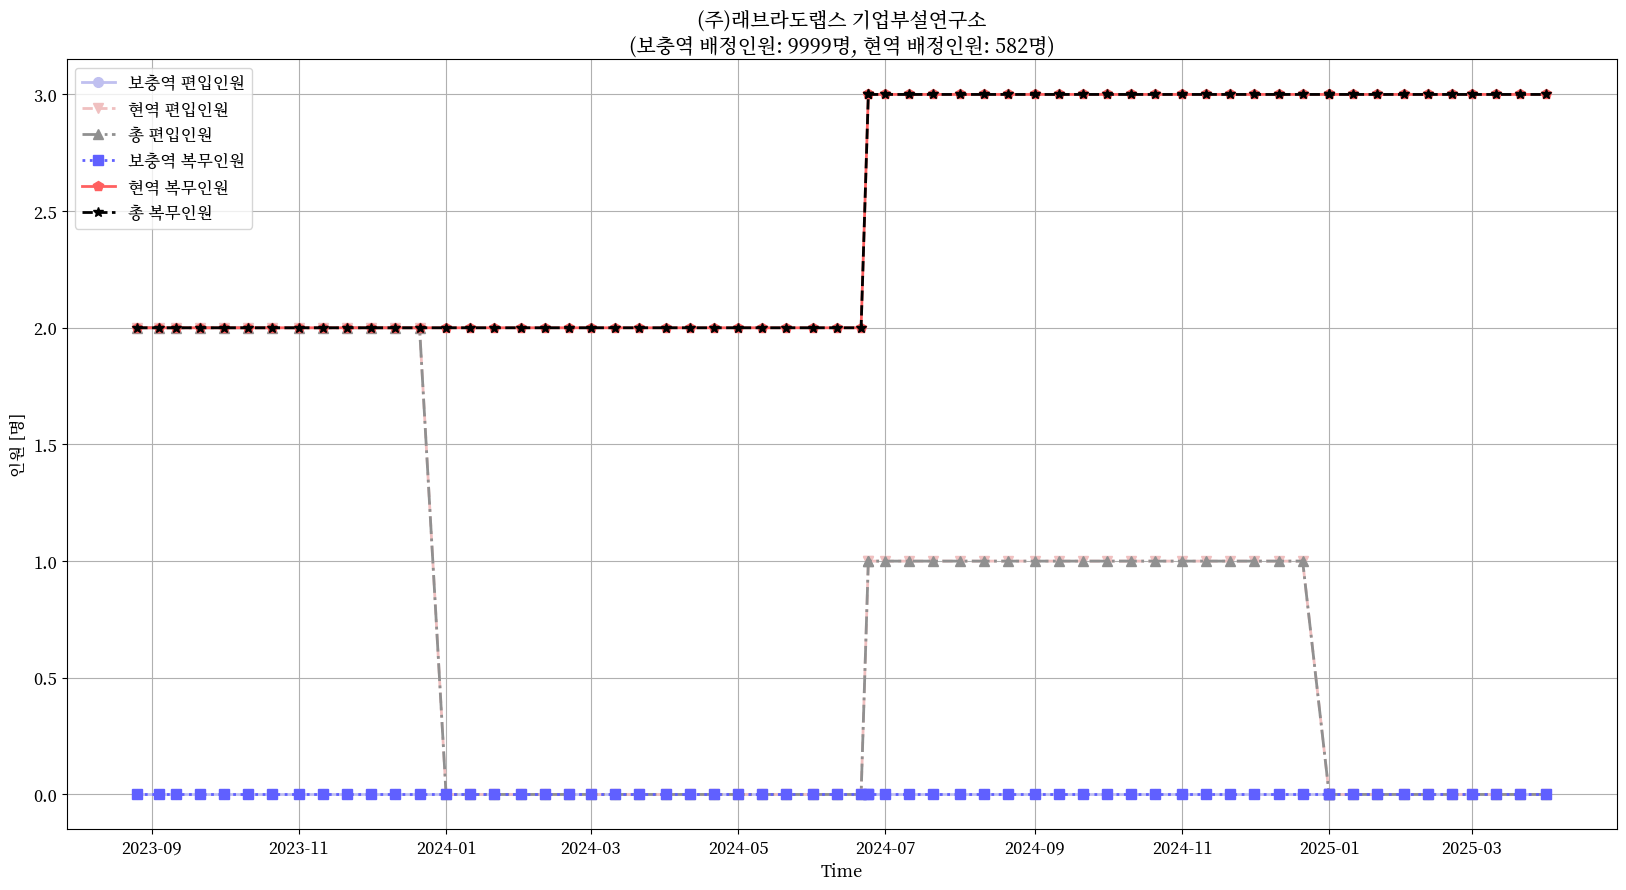 (주)래브라도랩스 기업부설연구소
(보충역 배정인원: 9999명, 현역 배정인원: 582명)
보충역 편입인원
현역 편입인원
총 편입인원
보충역 복무인원
현역 복무인원
총 복무인원
3.0
2.5
2.0
1.5
1.0
0.5
0.0
인원 [명]
2023-09
2023-11
2024-01
2024-03
2024-05
2024-07
2024-09
2024-11
2025-01
2025-03
Time